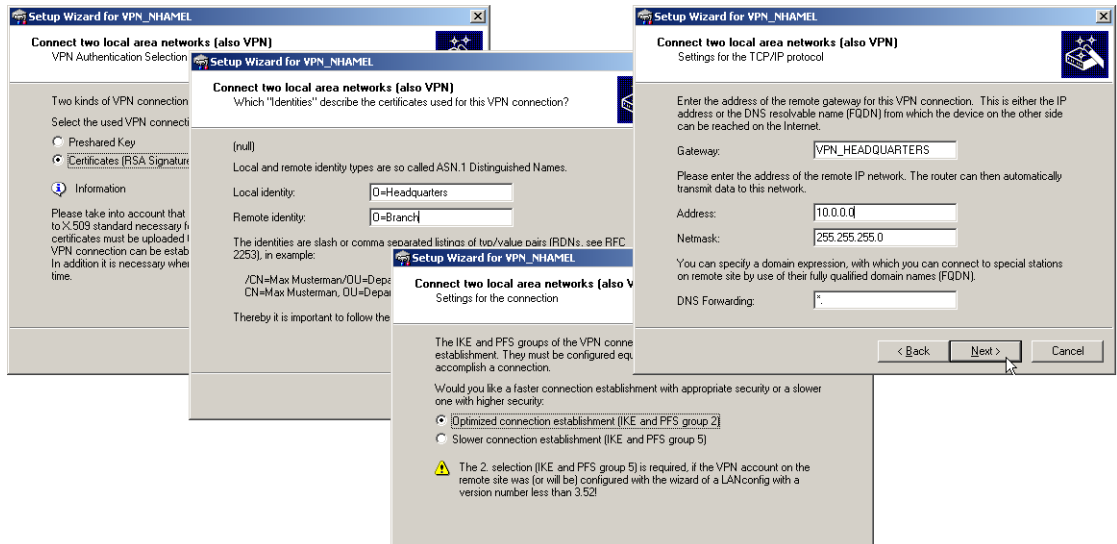 Setup Wizard for VPN_NHAMEL
Connect two local area networks (also VPN)
VPN Authentication Selection
Two kinds of VPN connection
Select the used VPN connecti
Preshared Key
Certificates (RSA Signature
Information
Please take into account that
to X.509 standard necessary f
certificates must be uploaded
VPN connection can be estab
In addition it is necessary when
time.
Setup Wizard for VPN_NHAMEL
Connect two local area networks (also VPN)
Which "Identities" describe the certificates used for this VPN connection?
(null)
Local and remote identity types are so called ASN.1 Distinguished Names.
Local identity: O=Headquarters
Remote identity: O=Branch
The identities are slash or comma separated listings of typ/value pairs (RDNs, see RFC
2253), in example:
/CN=Max Musterman/OU=Depa
CN=Max Musterman, OU=Depar
Thereby it is important to follow the
Setup Wizard for VPN_NHAMEL
Connect two local area networks (also V
Settings for the connection
The IKE and PFS groups of the VPN conne
establishment. They must be configured equ
accomplish a connection.
Would you like a faster connection establishment with appropriate security or a slower
one with higher security:
Optimized connection establishment (IKE and PFS group 2)
Slower connection establishment (IKE and PFS group 5)
The 2. selection (IKE and PFS group 5) is required, if the VPN account on the
remote site was (or will be) configured with the wizard of a LANconfig with a
version number less than 3.52!
Setup Wizard for VPN_NHAMEL
Connect two local area networks (also VPN)
Settings for the TCP/IP protocol
Enter the address of the remote gateway for this VPN connection. This is either the IP
address or the DNS resolvable name (FQDN) from which the device on the other side
can be reached on the Internet.
Gateway: VPN_HEADQUARTERS
Please enter the address of the remote IP network. The router can then automatically
transmit data to this network.
Address: 10.0.0.0
Netmask: 255.255.255.0
You can specify a domain expression, with which you can connect to special stations
on remote site by use of their fully qualified domain names (FQDN).
DNS Forwarding: *.
< Back Next > Cancel